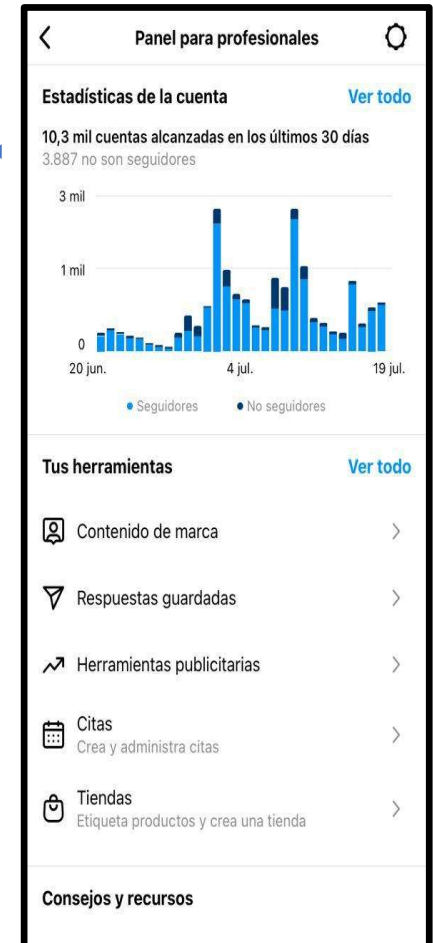 Panel para profesionales
Estadísticas de la cuenta Ver todo
10,3 mil cuentas alcanzadas en los últimos 30 días
3.887 no son seguidores
3 mil
1 mil
0
20 jun. 4 jul. 19 jul.
Seguidores No seguidores
Tus herramientas Ver todo
Contenido de marca
Respuestas guardadas
Herramientas publicitarias
Citas
Crea y administra citas
Tiendas
Etiqueta productos y crea una tienda
Consejos y recursos